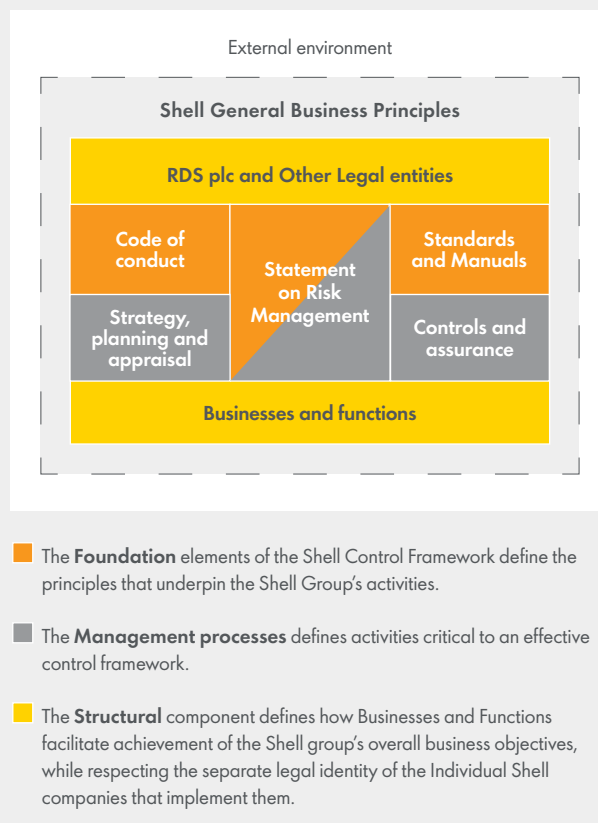 External environment
Shell General Business Principles
RDS plc and Other Legal entities
Code of
conduct
Statement
on Risk
Management
Standards
and Manuals
Strategy,
planning and
appraisal
Controls and
assurance
Businesses and functions
The Foundation elements of the Shell Control Framework define the
principles that underpin the Shell Group's activities.
The Management processes defines activities critical to an effective
control framework.
The Structural component defines how Businesses and Functions
facilitate achievement of the Shell group's overall business objectives,
while respecting the separate legal identity of the Individual Shell
companies that implement them.